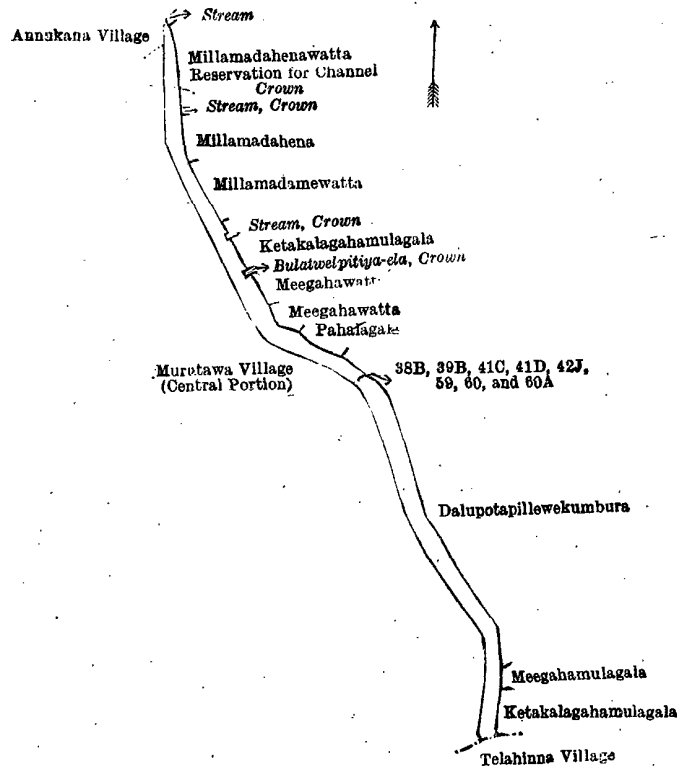 Stream
Annukana Village
Millamadahenawatta
Reservation for Channel
Crown
Stream, Crown
Millamadahena
Millamadamewatta
Stream, Crown
Ketakalagahamulagala
Bulatwelpitiya-ela, Crown
Meegahawatta
Meegahawatta
Pahalagala
Murutawa Village
(Central Portion)
38B, 39B, 41C, 41D, 42J,
59, 60, and 60A
Dalupotapillewekumbura
Meegahamulagala
Ketakalagahamulagala
Telahinna Village